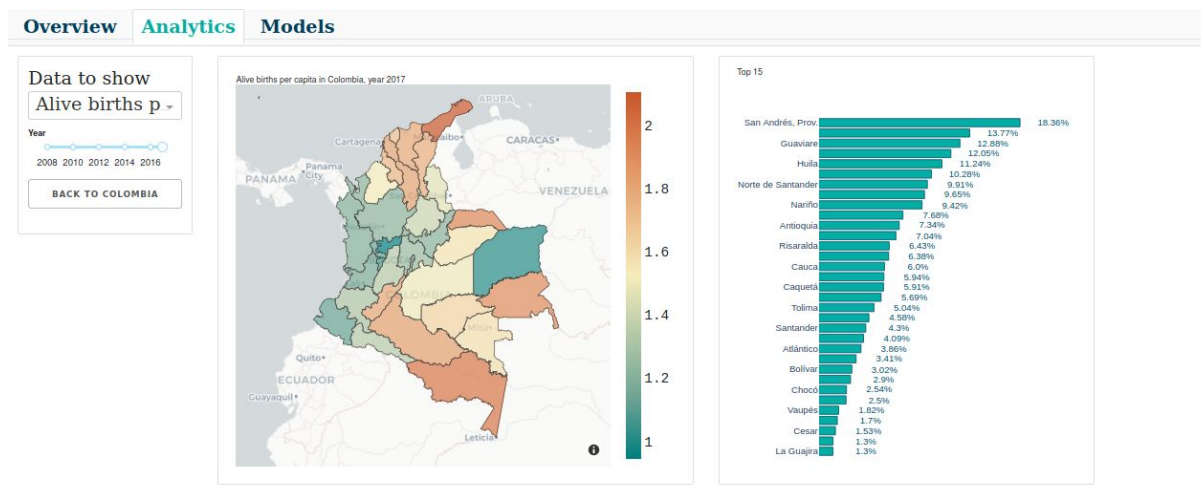 Overview Analytics Models
Data to show
Alive births p
Year
2008 2010 2012 2014 2016
BACK TO COLOMBIA
Alive births per capita in Colombia, year 2017
ARUBA
Cartagena
CARACAS
Panama
City
PANAMA
VENEZUELA
COLOMBIA
Mitú
Quito
ECUADOR
Guayaquil
Leticia
2
1.8
1.6
1.4
1.2
1
Top 15
San Andrés, Prov. 18.36%
13.77%
Guaviare 12.88%
12.05%
Huila 11.24%
10.28%
Norte de Santander 9.91%
9.65%
Nariño 9.42%
7.68%
Antioquia 7.34%
7.04%
Risaralda 6.43%
6.38%
Cauca 6.0%
5.94%
Caquetá 5.91%
5.69%
Tolima 5.04%
4.58%
Santander 4.3%
4.09%
Atlántico 3.86%
3.41%
Bolívar 3.02%
2.9%
Chocó 2.54%
2.5%
Vaupés 1.82%
1.7%
Cesar 1.53%
1.3%
La Guajira 1.3%